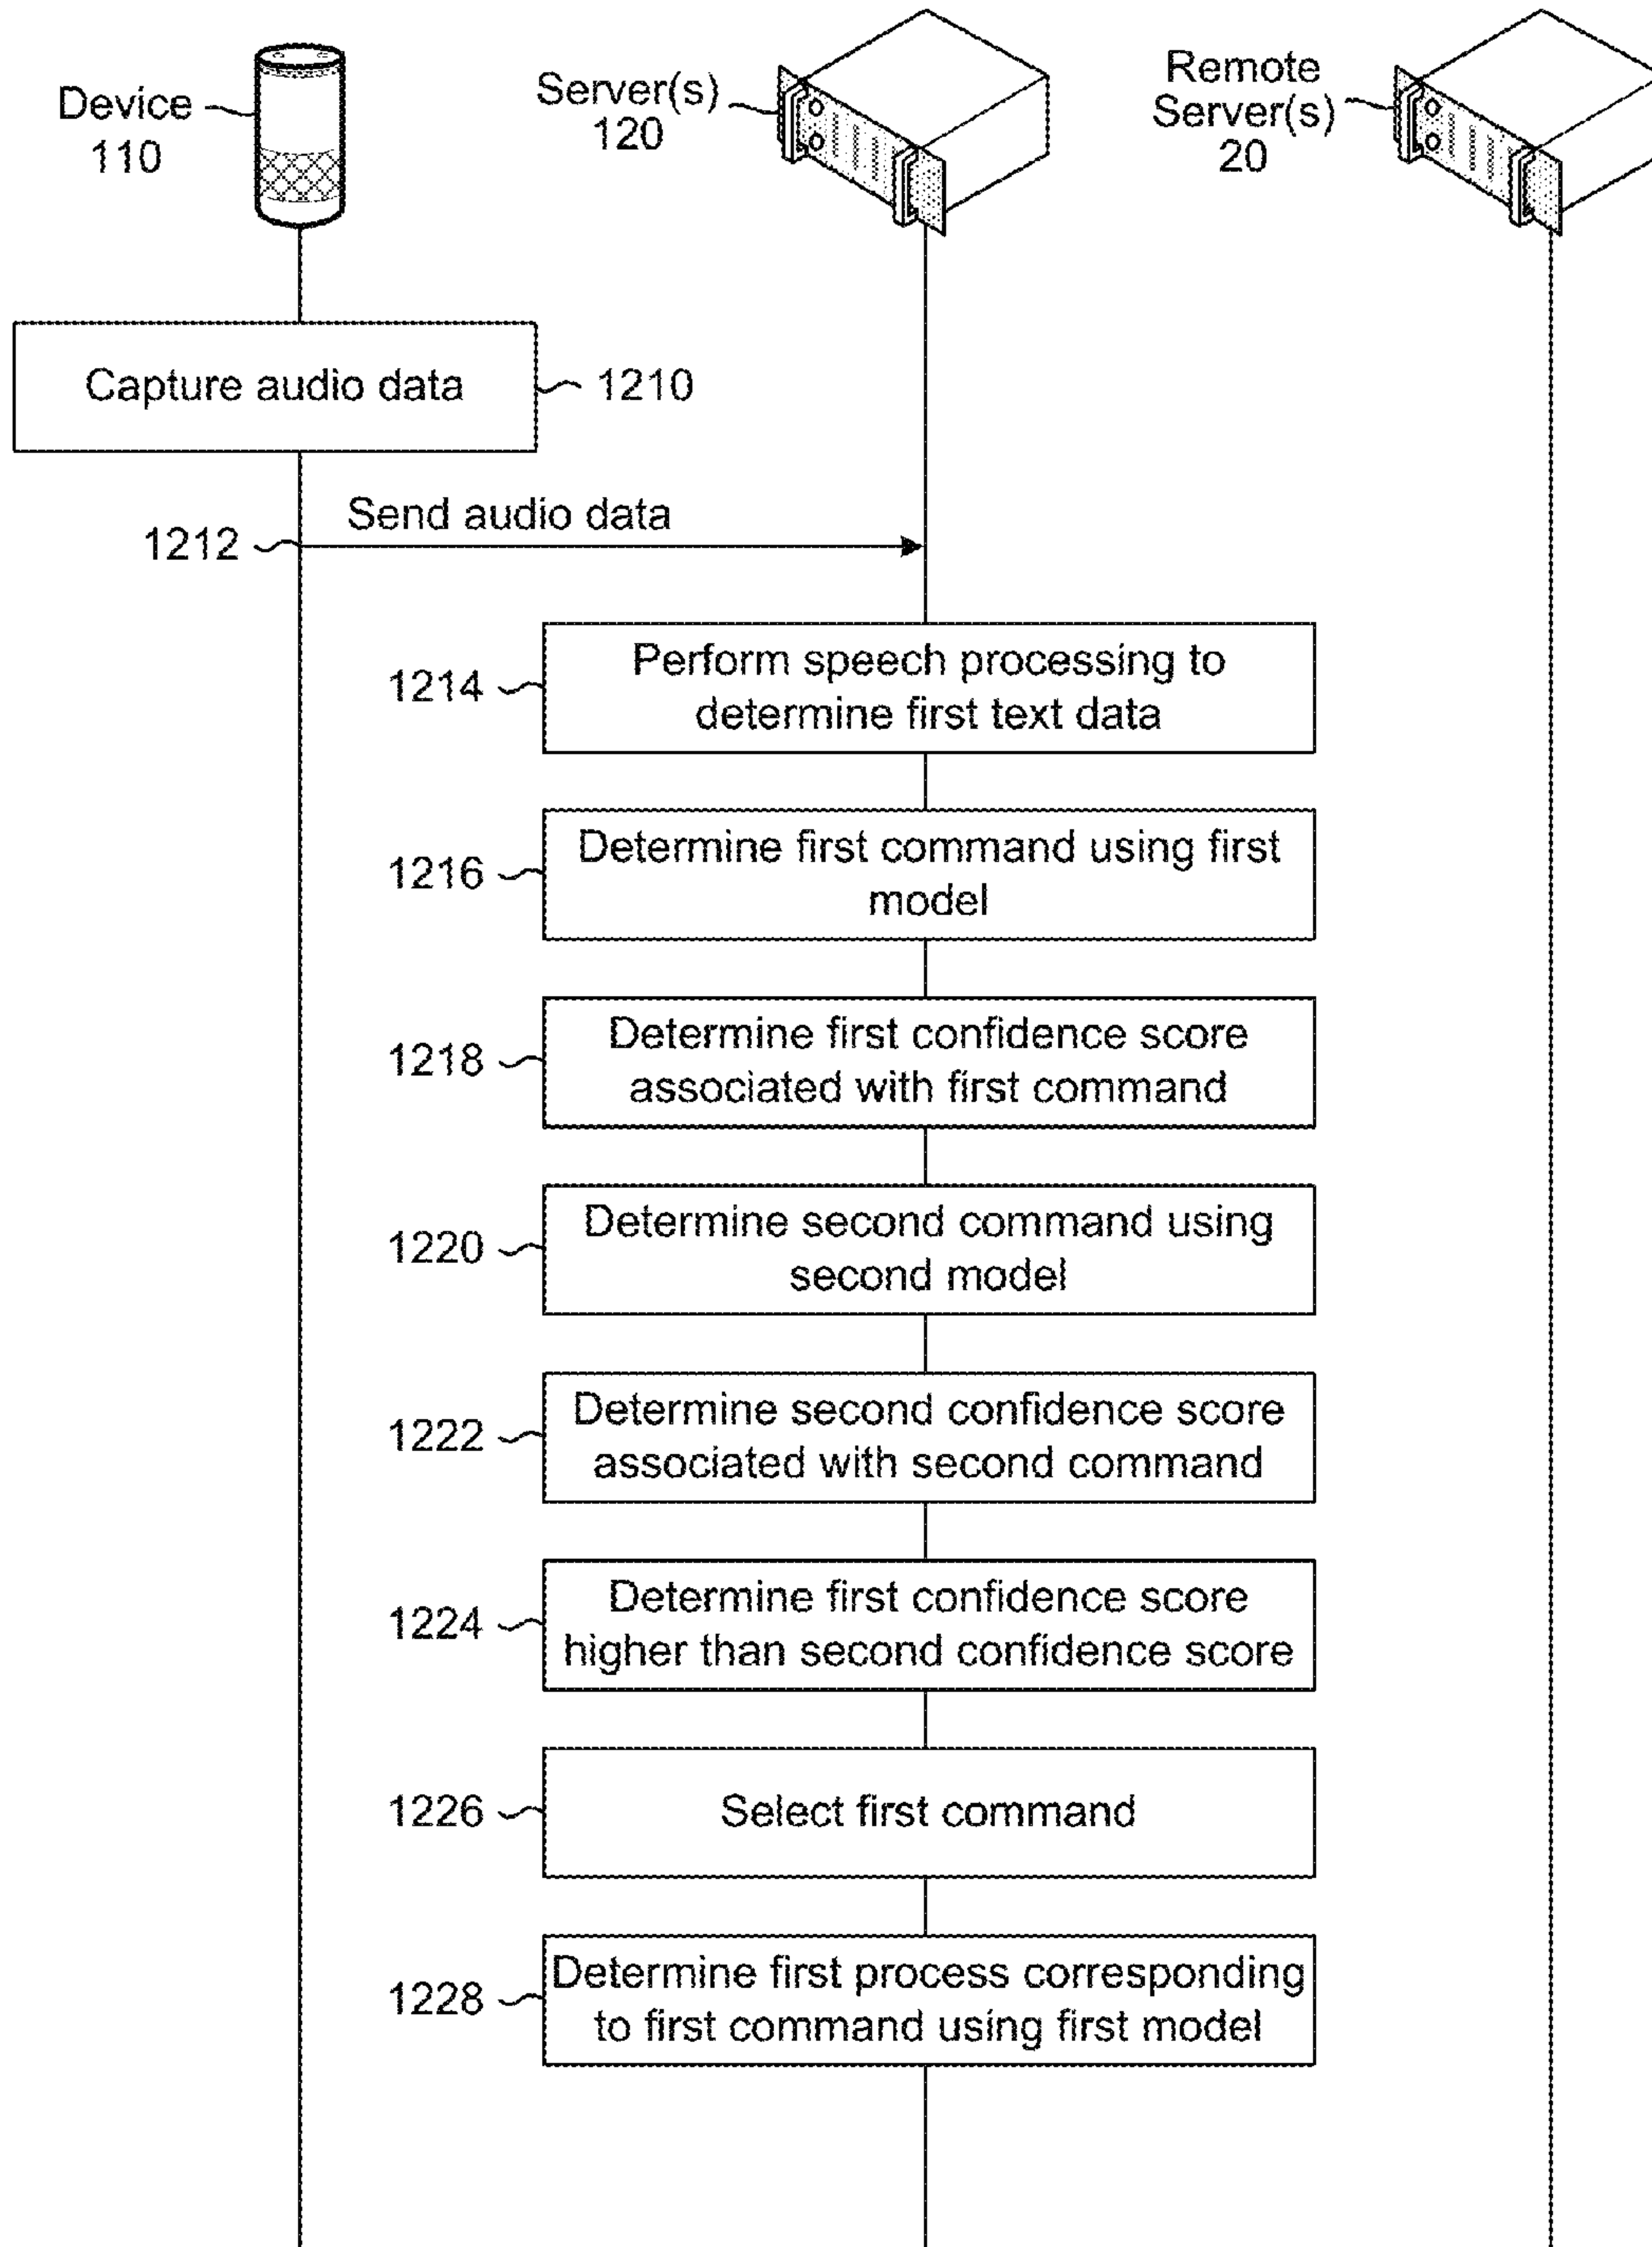 Device
110
Server(s)
120
Remote
Server(s)
20
Capture audio data
1210
Send audio data
1212
1214
Perform speech processing to
determine first text data
1216
Determine first command using first
model
1218
Determine first confidence score
associated with first command
1220
Determine second command using
second model
1222
Determine second confidence score
associated with second command
1224
Determine first confidence score
higher than second confidence score
1226
Select first command
1228
Determine first process corresponding
to first command using first model